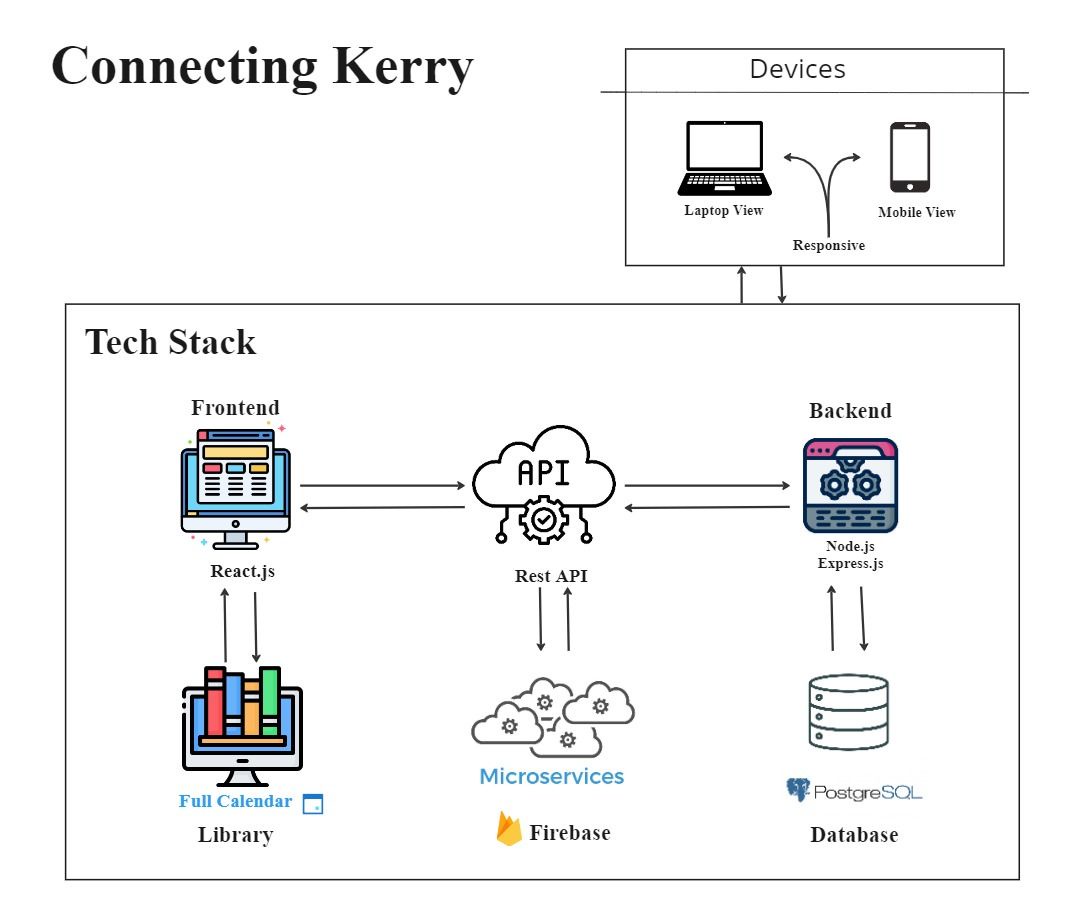 Connecting Kerry
Devices
Laptop View
Mobile View
Responsive
Tech Stack
Frontend
Backend
API
React.js
Rest API
Node.js
Express.js
Full Calendar
Library
Microservices
Firebase
PostgreSQL
Database